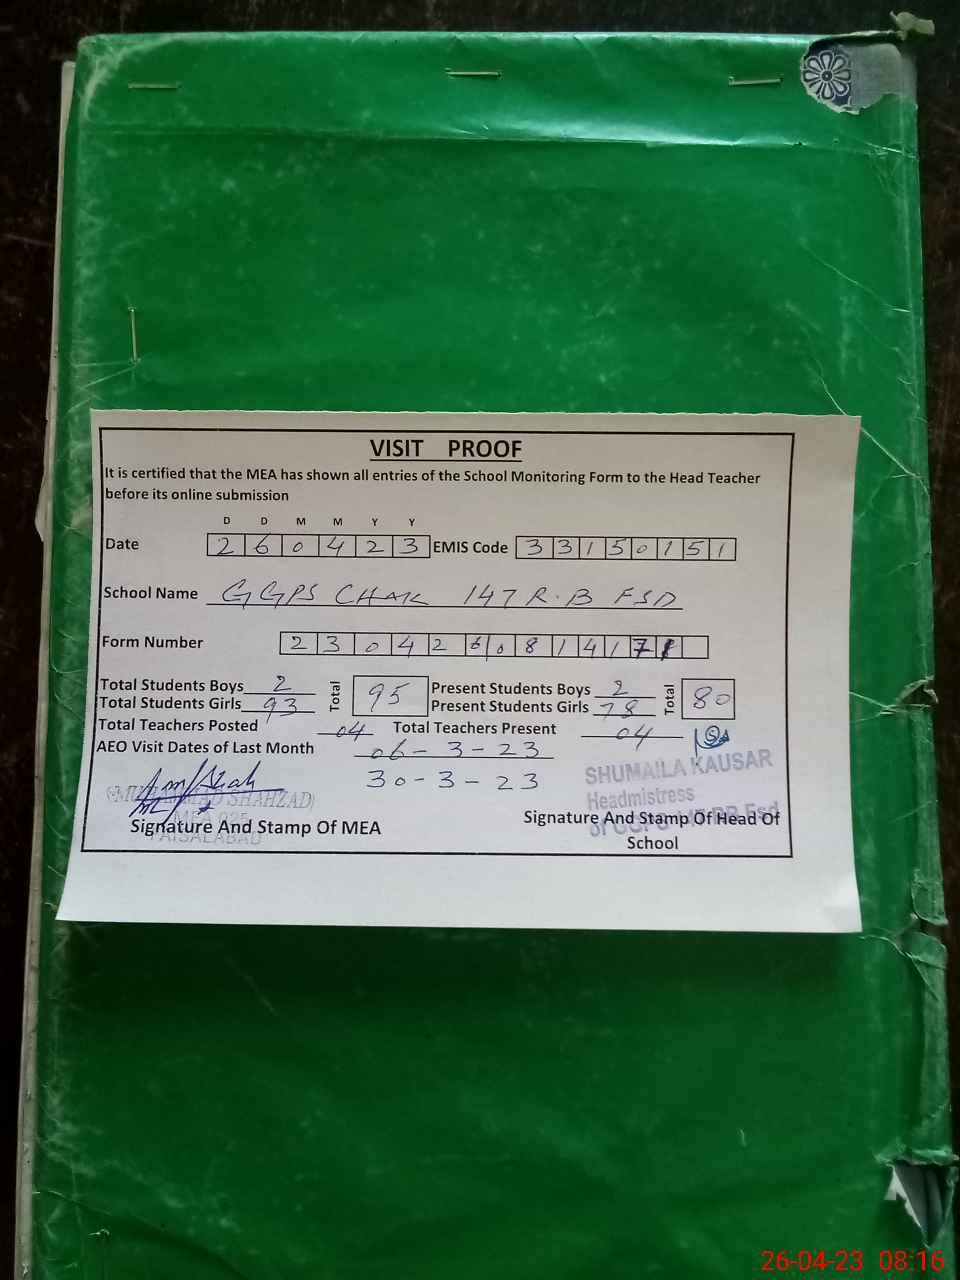 VISIT PROOF
It is certified that the MEA has shown all entries of the School Monitoring Form to the Head Teacher
before its online submission
D D M M Y Y
Date 2 6 0 4 2 3 EMIS Code 3 3 1 5 0 1 5 1
School Name GGPS CHAK 147 R.B FSD
Form Number 2 3 0 4 2 6 0 8 1 4 1 7
Total Students Boys 2 Total 95 Present Students Boys 2 Total 80
Total Students Girls 93 Present Students Girls 78
Total Teachers Posted 04 Total Teachers Present 04
AEO Visit Dates of Last Month 06-3-23
30-3-23
SHUMAILA KAUSAR
Headmistress
MUHAMMAD SHAHZAD
Signature And Stamp Of MEA
FAISALABAD
Signature And Stamp Of Head Of
School
26-04-23 08:16